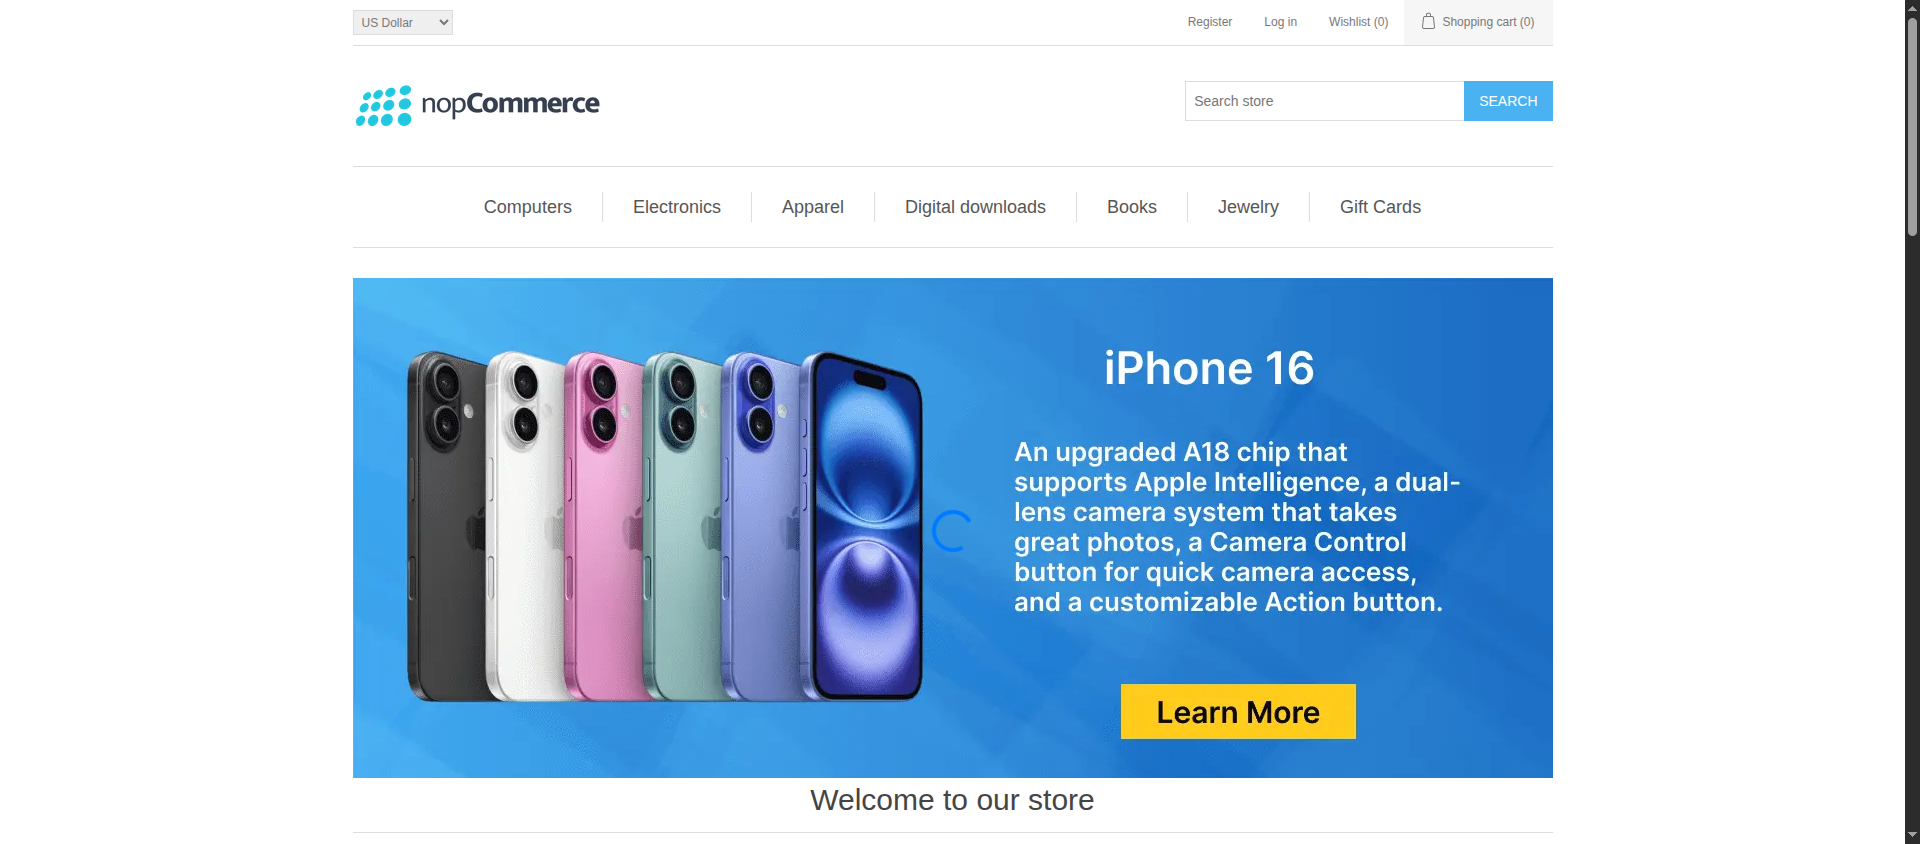 US Dollar
Register
Log in
Wishlist (0)
Shopping cart (0)
nopCommerce
Search store
SEARCH
Computers
Electronics
Apparel
Digital downloads
Books
Jewelry
Gift Cards
iPhone 16
An upgraded A18 chip that
supports Apple Intelligence, a dual-
lens camera system that takes
great photos, a Camera Control
button for quick camera access,
and a customizable Action button.
Learn More
Welcome to our store